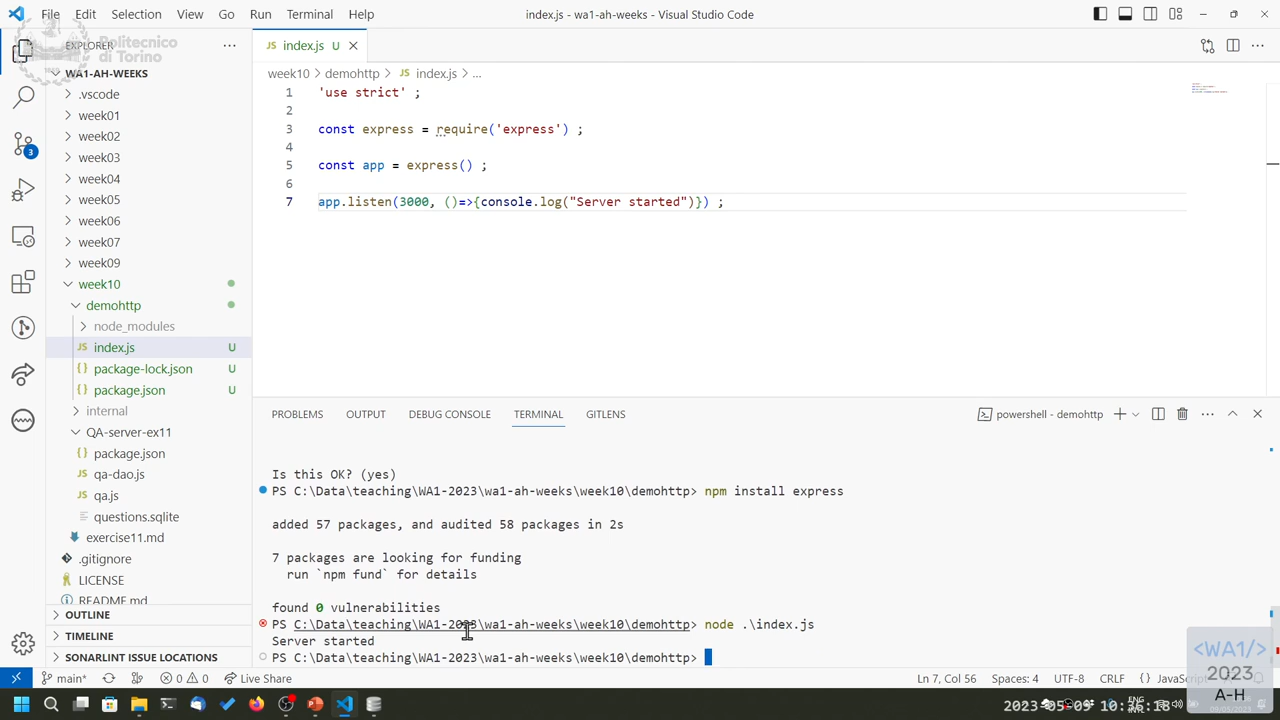 File Edit Selection View Go Run Terminal Help
index.js - wa1-ah-weeks - Visual Studio Code
EXPLORER
Politecnico
di Torino
WA1-AH-WEEKS
.vscode
week01
week02
week03
week04
week05
week06
week07
week09
week10
demohttp
node_modules
index.js U
package-lock.json U
package.json U
internal
QA-server-ex11
package.json
qa-dao.js
qa.js
questions.sqlite
exercise11.md
.gitignore
LICENSE
README.md
OUTLINE
TIMELINE
SONARLINT ISSUE LOCATIONS
3
JS index.js U
week10 > demohttp > JS index.js > ...
1 'use strict' ;
2
3 const express = require('express') ;
4
5 const app = express() ;
6
7 app.listen(3000, ()=>{console.log("Server started")}) ;
PROBLEMS OUTPUT DEBUG CONSOLE TERMINAL GITLENS
powershell - demohttp
Is this OK? (yes)
PS C:\Data\teaching\WA1-2023\wa1-ah-weeks\week10\demohttp> npm install express
added 57 packages, and audited 58 packages in 2s
7 packages are looking for funding
run `npm fund` for details
found 0 vulnerabilities
PS C:\Data\teaching\WA1-2023\wa1-ah-weeks\week10\demohttp> node .\index.js
Server started
PS C:\Data\teaching\WA1-2023\wa1-ah-weeks\week10\demohttp>
<WA1/>
2023
A-H
main* 0 0 Live Share
Ln 7, Col 56 Spaces: 4 UTF-8 CRLF {} JavaScript
ENG